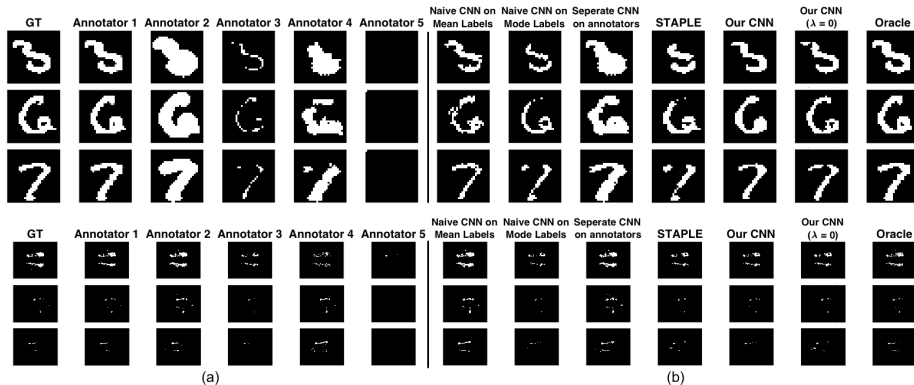 GT Annotator 1 Annotator 2 Annotator 3 Annotator 4 Annotator 5 Naive CNN on Mean Labels Naive CNN on Mode Labels Seperate CNN on annotators STAPLE Our CNN Our CNN (λ = 0) Oracle
GT Annotator 1 Annotator 2 Annotator 3 Annotator 4 Annotator 5 Naive CNN on Mean Labels Naive CNN on Mode Labels Seperate CNN on annotators STAPLE Our CNN Our CNN (λ = 0) Oracle
(a) (b)